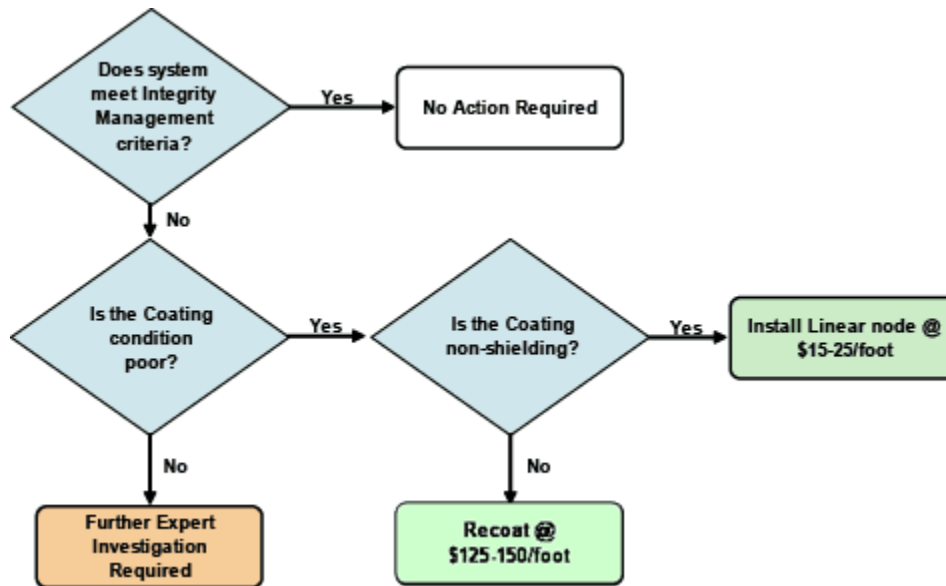 Does system
meet Integrity
Management
criteria?
Yes
No Action Required
No
Is the Coating
condition
poor?
Yes
Is the Coating
non-shielding?
Yes
Install Linear node @
$15-25/foot
No
No
Further Expert
Investigation
Required
Recoat @
$125-150/foot